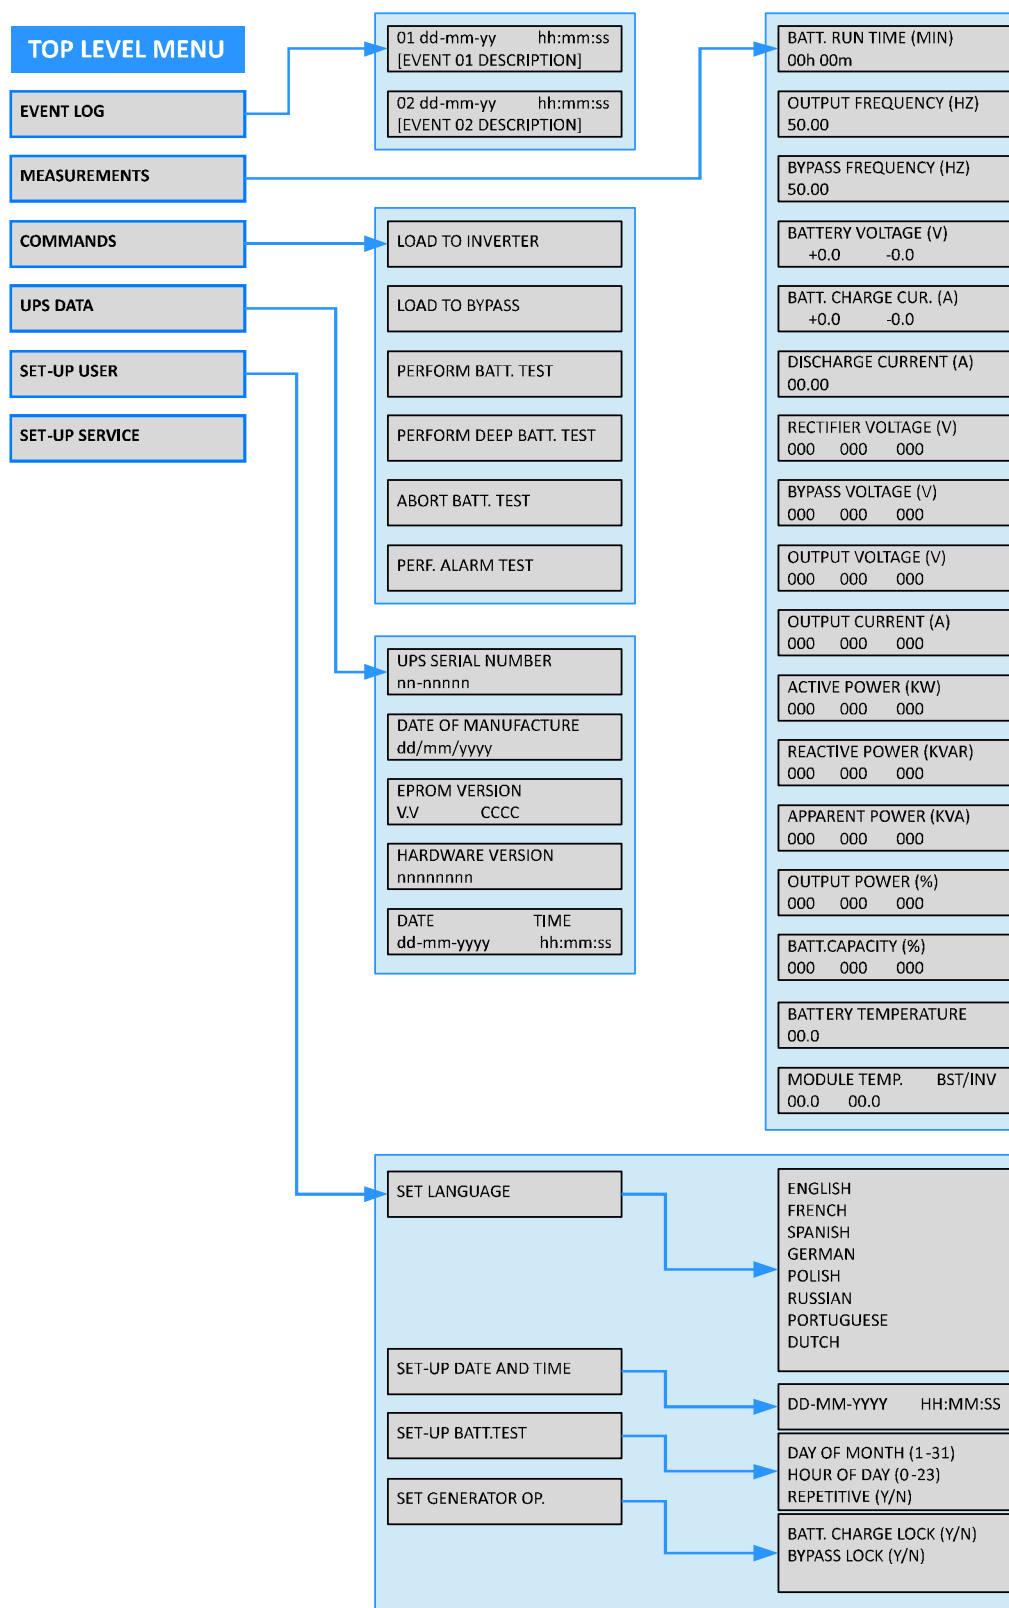 TOP LEVEL MENU
EVENT LOG
MEASUREMENTS
COMMANDS
UPS DATA
SET-UP USER
SET-UP SERVICE
01 dd-mm-yy hh:mm:ss
[EVENT 01 DESCRIPTION]
02 dd-mm-yy hh:mm:ss
[EVENT 02 DESCRIPTION]
LOAD TO INVERTER
LOAD TO BYPASS
PERFORM BATT. TEST
PERFORM DEEP BATT. TEST
ABORT BATT. TEST
PERF. ALARM TEST
UPS SERIAL NUMBER
nn-nnnnn
DATE OF MANUFACTURE
dd/mm/yyyy
EPROM VERSION
V.V CCCC
HARDWARE VERSION
nnnnnnnn
DATE TIME
dd-mm-yyyy hh:mm:ss
BATT. RUN TIME (MIN)
00h 00m
OUTPUT FREQUENCY (HZ)
50.00
BYPASS FREQUENCY (HZ)
50.00
BATTERY VOLTAGE (V)
+0.0 -0.0
BATT. CHARGE CUR. (A)
+0.0 -0.0
DISCHARGE CURRENT (A)
00.00
RECTIFIER VOLTAGE (V)
000 000 000
BYPASS VOLTAGE (V)
000 000 000
OUTPUT VOLTAGE (V)
000 000 000
OUTPUT CURRENT (A)
000 000 000
ACTIVE POWER (KW)
000 000 000
REACTIVE POWER (KVAR)
000 000 000
APPARENT POWER (KVA)
000 000 000
OUTPUT POWER (%)
000 000 000
BATT.CAPACITY (%)
000 000 000
BATTERY TEMPERATURE
00.0
MODULE TEMP. BST/INV
00.0 00.0
SET LANGUAGE
ENGLISH
FRENCH
SPANISH
GERMAN
POLISH
RUSSIAN
PORTUGUESE
DUTCH
SET-UP DATE AND TIME
DD-MM-YYYY HH:MM:SS
SET-UP BATT.TEST
DAY OF MONTH (1-31)
HOUR OF DAY (0-23)
REPETITIVE (Y/N)
SET GENERATOR OP.
BATT. CHARGE LOCK (Y/N)
BYPASS LOCK (Y/N)